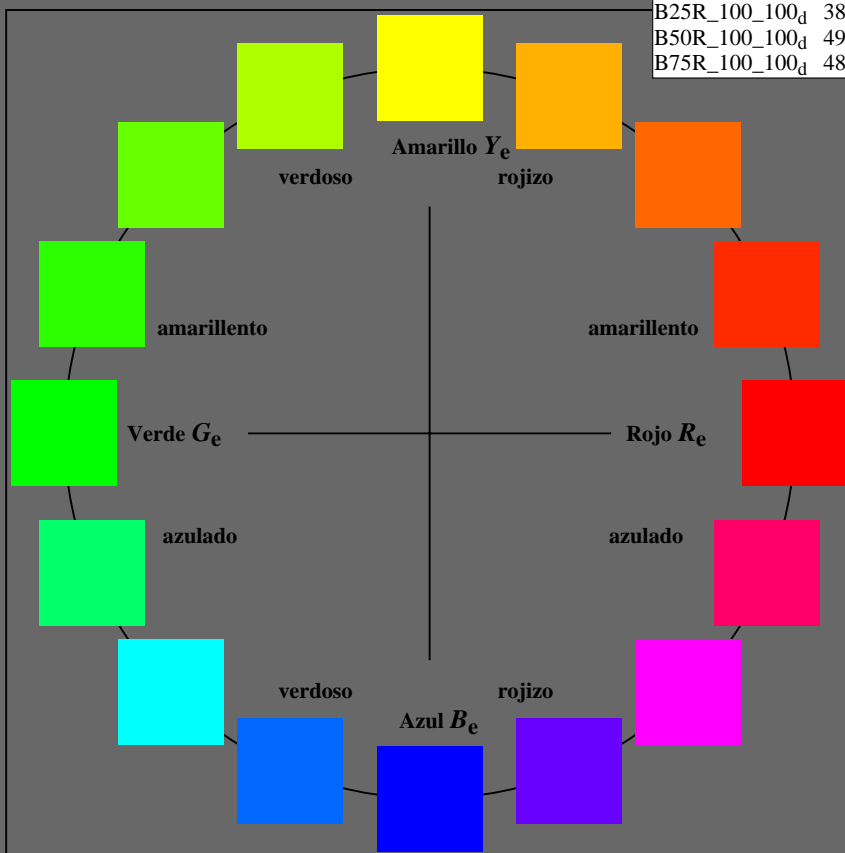 B25R_100_100d 38
B50R_100_100d 49
B75R_100_100d 48
Amarillo Ye
verdoso rojizo
amarillento amarillento
Verde Ge Rojo Re
azulado azulado
verdoso rojizo
Azul Be